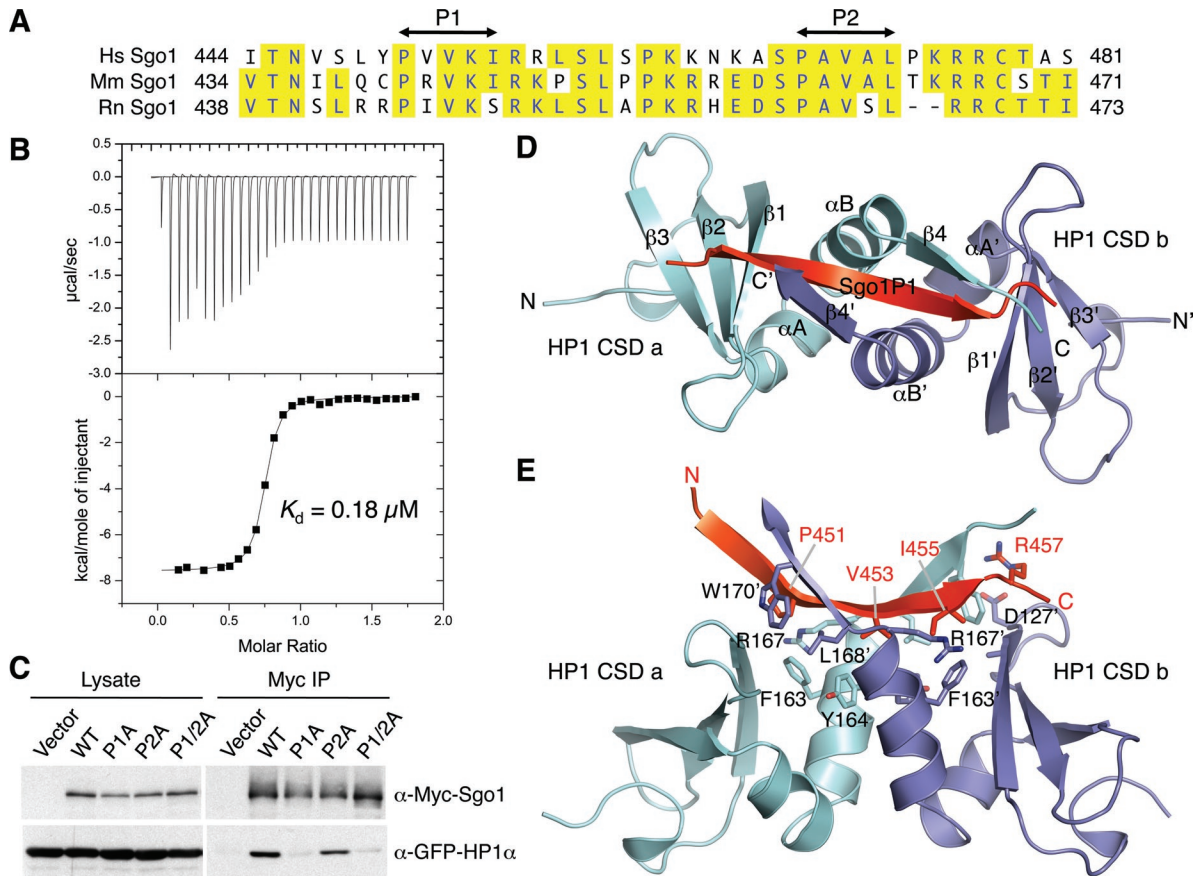 A
P1
P2
Hs Sgo1 444 I T N V S L Y P V V K I R R L S L S P K K N K A S P A V A L P K R R C T A S 481
Mm Sgo1 434 V T N I L Q C P R V K I R K P S L P P K R R E D S P A V A L T K R R C S T I 471
Rn Sgo1 438 V T N S L R R P I V K S R K L S L A P K R H E D S P A V S L - - R R C T T I 473
B
0.5
0.0
-0.5
-1.0
-1.5
-2.0
-2.5
-3.0
µcal/sec
0
-2
-4
-6
-8
kcal/mole of injectant
Kd = 0.18 µM
0.0 0.5 1.0 1.5 2.0
Molar Ratio
C
Lysate
Myc IP
Vector WT P1A P2A P1/2A
Vector WT P1A P2A P1/2A
α-Myc-Sgo1
α-GFP-HP1α
D
β3
β2
β1
αB
β4
αA'
HP1 CSD b
N
C'
Sgo1P1
β4'
αA
αB'
β1'
β2'
C
β3'
N'
HP1 CSD a
E
N
P451
I455
R457
V453
C
W170'
D127'
R167
L168'
R167'
HP1 CSD a
HP1 CSD b
F163
Y164
F163'